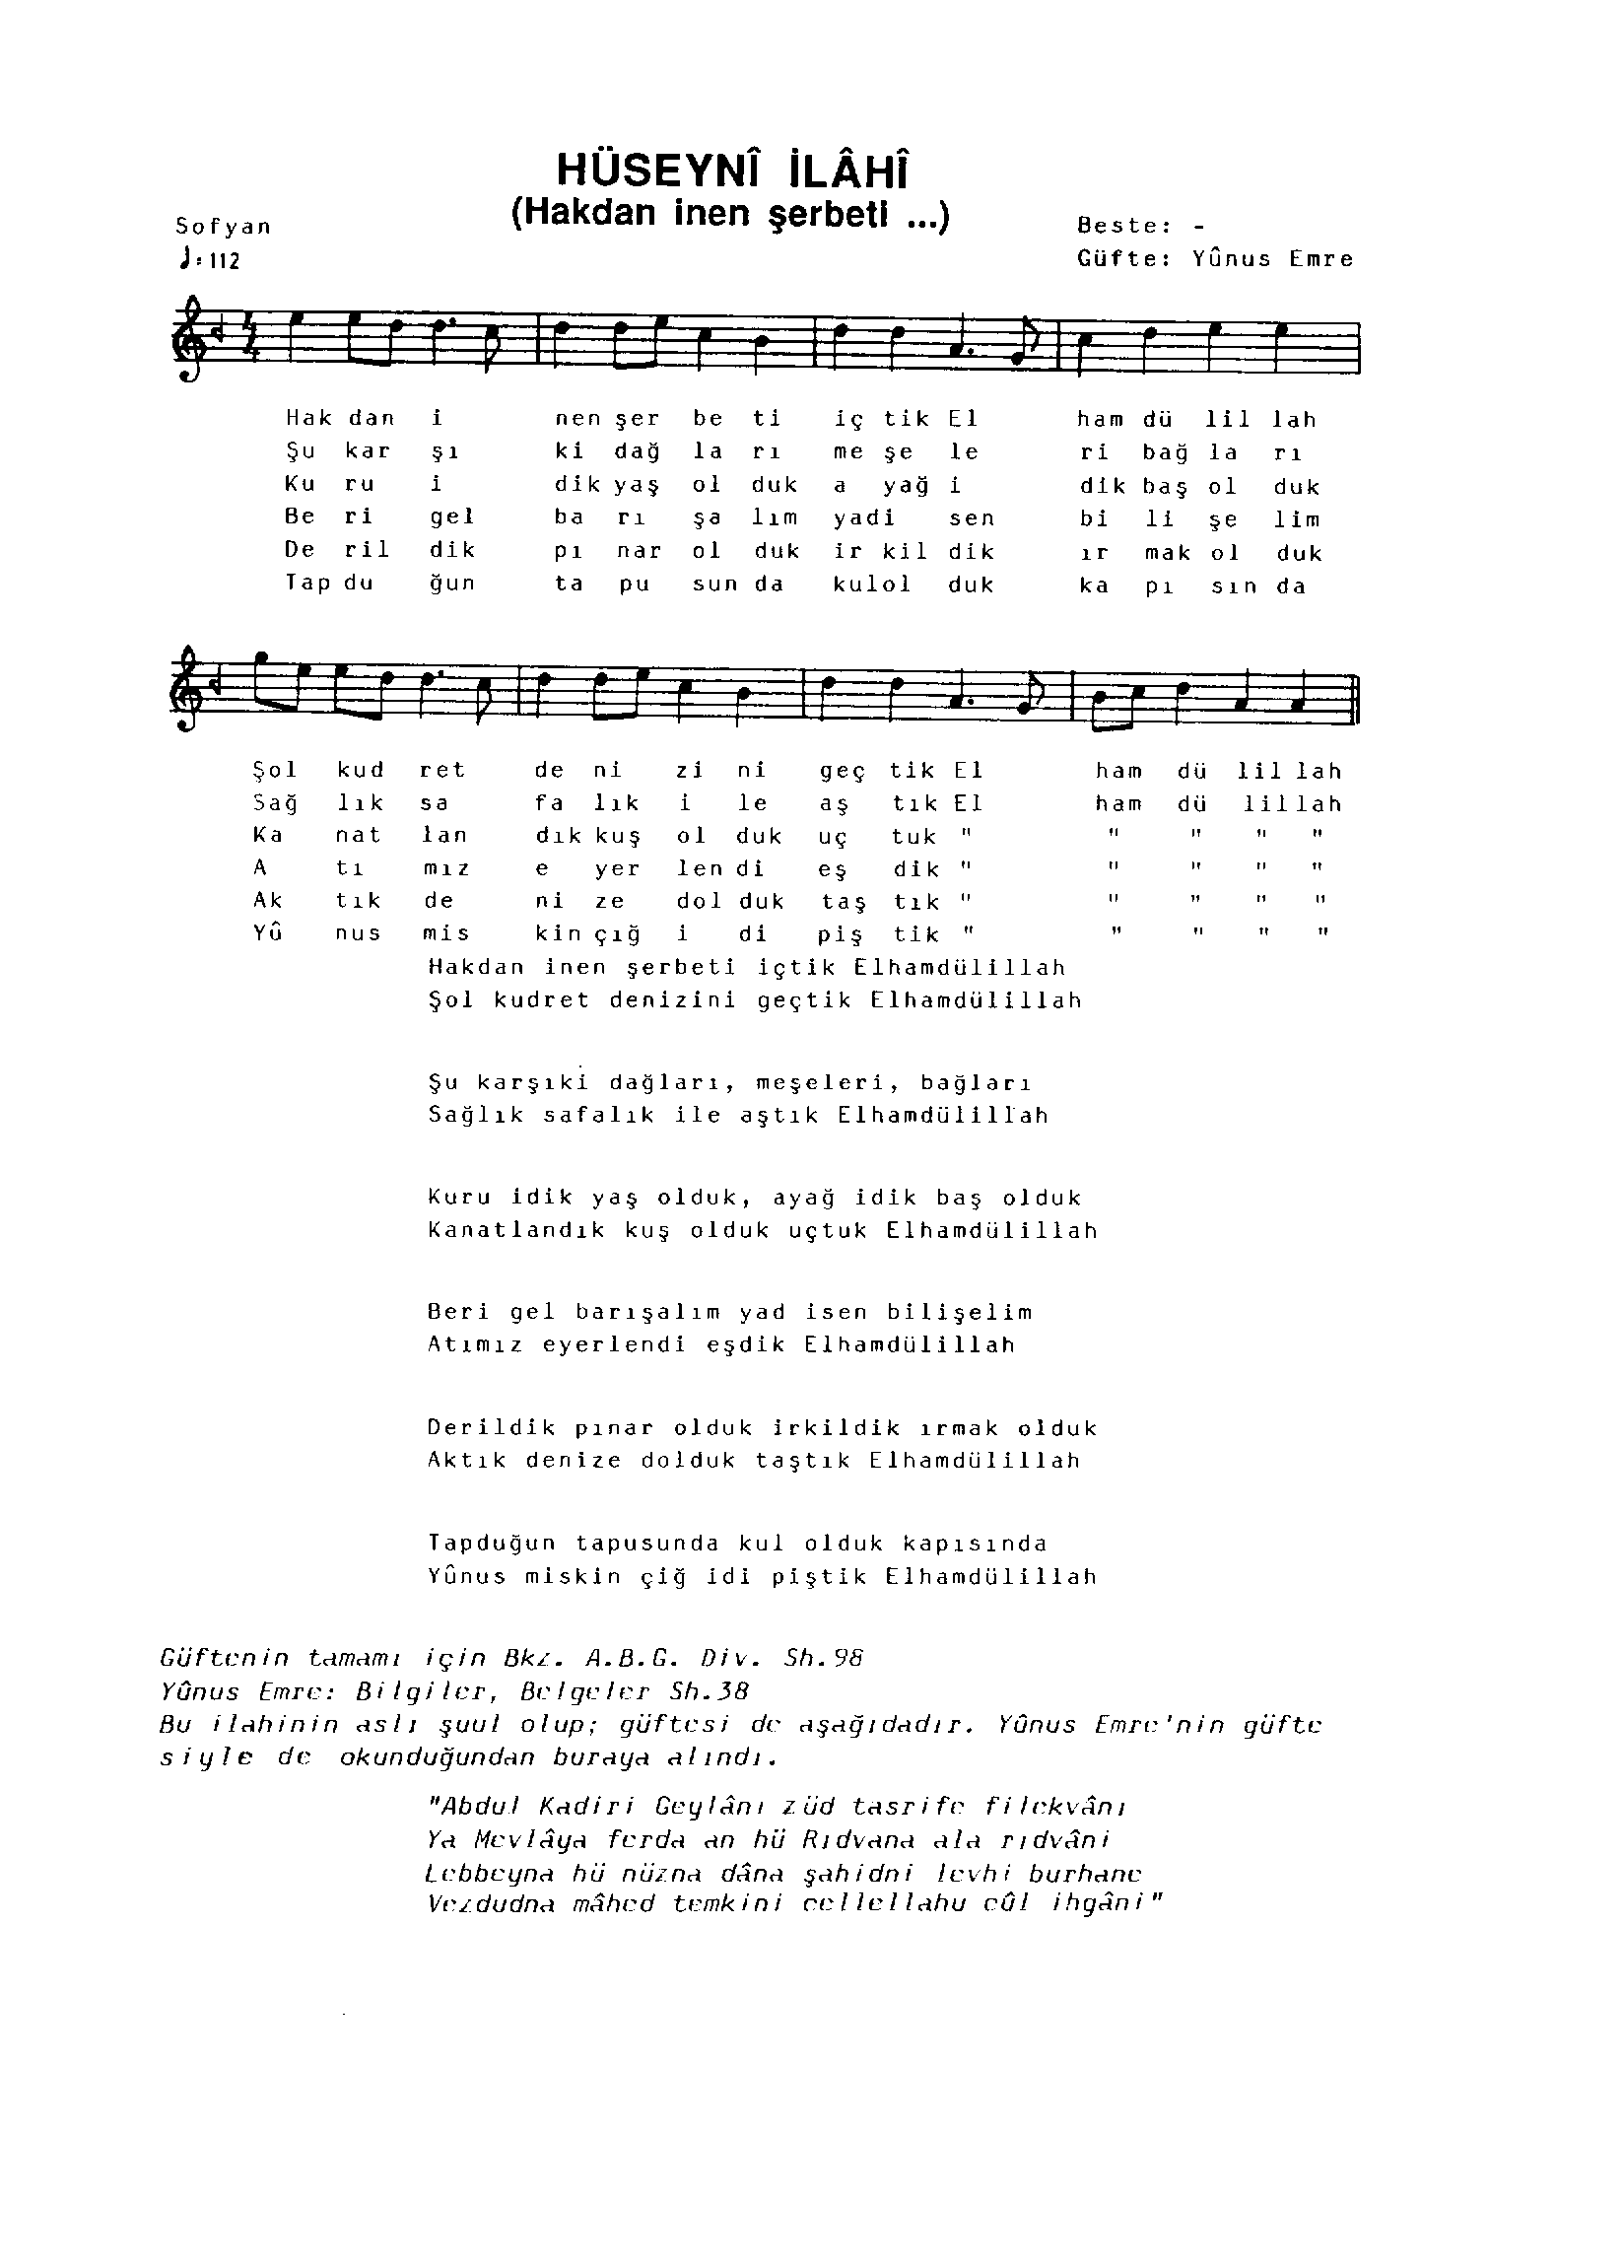 HÜSEYNÎ İLÂHÎ
(Hakdan inen şerbeti ...)
Sofyan
Beste: -
♩=112
Güfte: Yûnus Emre
4/4
Hak dan i nen şer be ti iç tik El ham dü lil lah
Şu kar şı ki dağ la rı me şe le ri bağ la rı
Ku ru i dik yaş ol duk a yağ i dik baş ol duk
Be ri gel ba rı şa lım yadi sen bi li şe lim
De ril dik pı nar ol duk ir kil dik ır mak ol duk
Tap du ğun ta pu sun da kulol duk ka pı sın da
Şol kud ret de ni zi ni geç tik El ham dü lil lah
Sağ lık sa fa lık i le aş tık El ham dü lil lah
Ka nat lan dık kuş ol duk uç tuk " " " " "
A tı mız e yer len di eş dik " " " " "
Ak tık de ni ze dol duk taş tık " " " " "
Yû nus mis kin çığ i di piş tik " " " " "
Hakdan inen şerbeti içtik Elhamdülillah
Şol kudret denizini geçtik Elhamdülillah
Şu karşıki dağları, meşeleri, bağları
Sağlık safalık ile aştık Elhamdülillah
Kuru idik yaş olduk, ayağ idik baş olduk
Kanatlandık kuş olduk uçtuk Elhamdülillah
Beri gel barışalım yad isen bilişelim
Atımız eyerlendi eşdik Elhamdülillah
Derildik pınar olduk irkildik ırmak olduk
Aktık denize dolduk taştık Elhamdülillah
Tapduğun tapusunda kul olduk kapısında
Yûnus miskin çiğ idi piştik Elhamdülillah
Güftenin tamamı için Bkz. A.B.G. Div. Sh.98
Yûnus Emre: Bilgiler, Belgeler Sh.38
Bu ilahinin aslı şuul olup; güftesi de aşağıdadır. Yûnus Emre'nin güfte
siyle de okunduğundan buraya alındı.
"Abdul Kadiri Geylânı züd tasrife filekvânı
Ya Mevlâya ferda an hü Rıdvana ala rıdvâni
Lebbeyna hü nüzna dâna şahidni levhi burhane
Vezdudna mâhed temkini cellellahu cûl ihgâni"